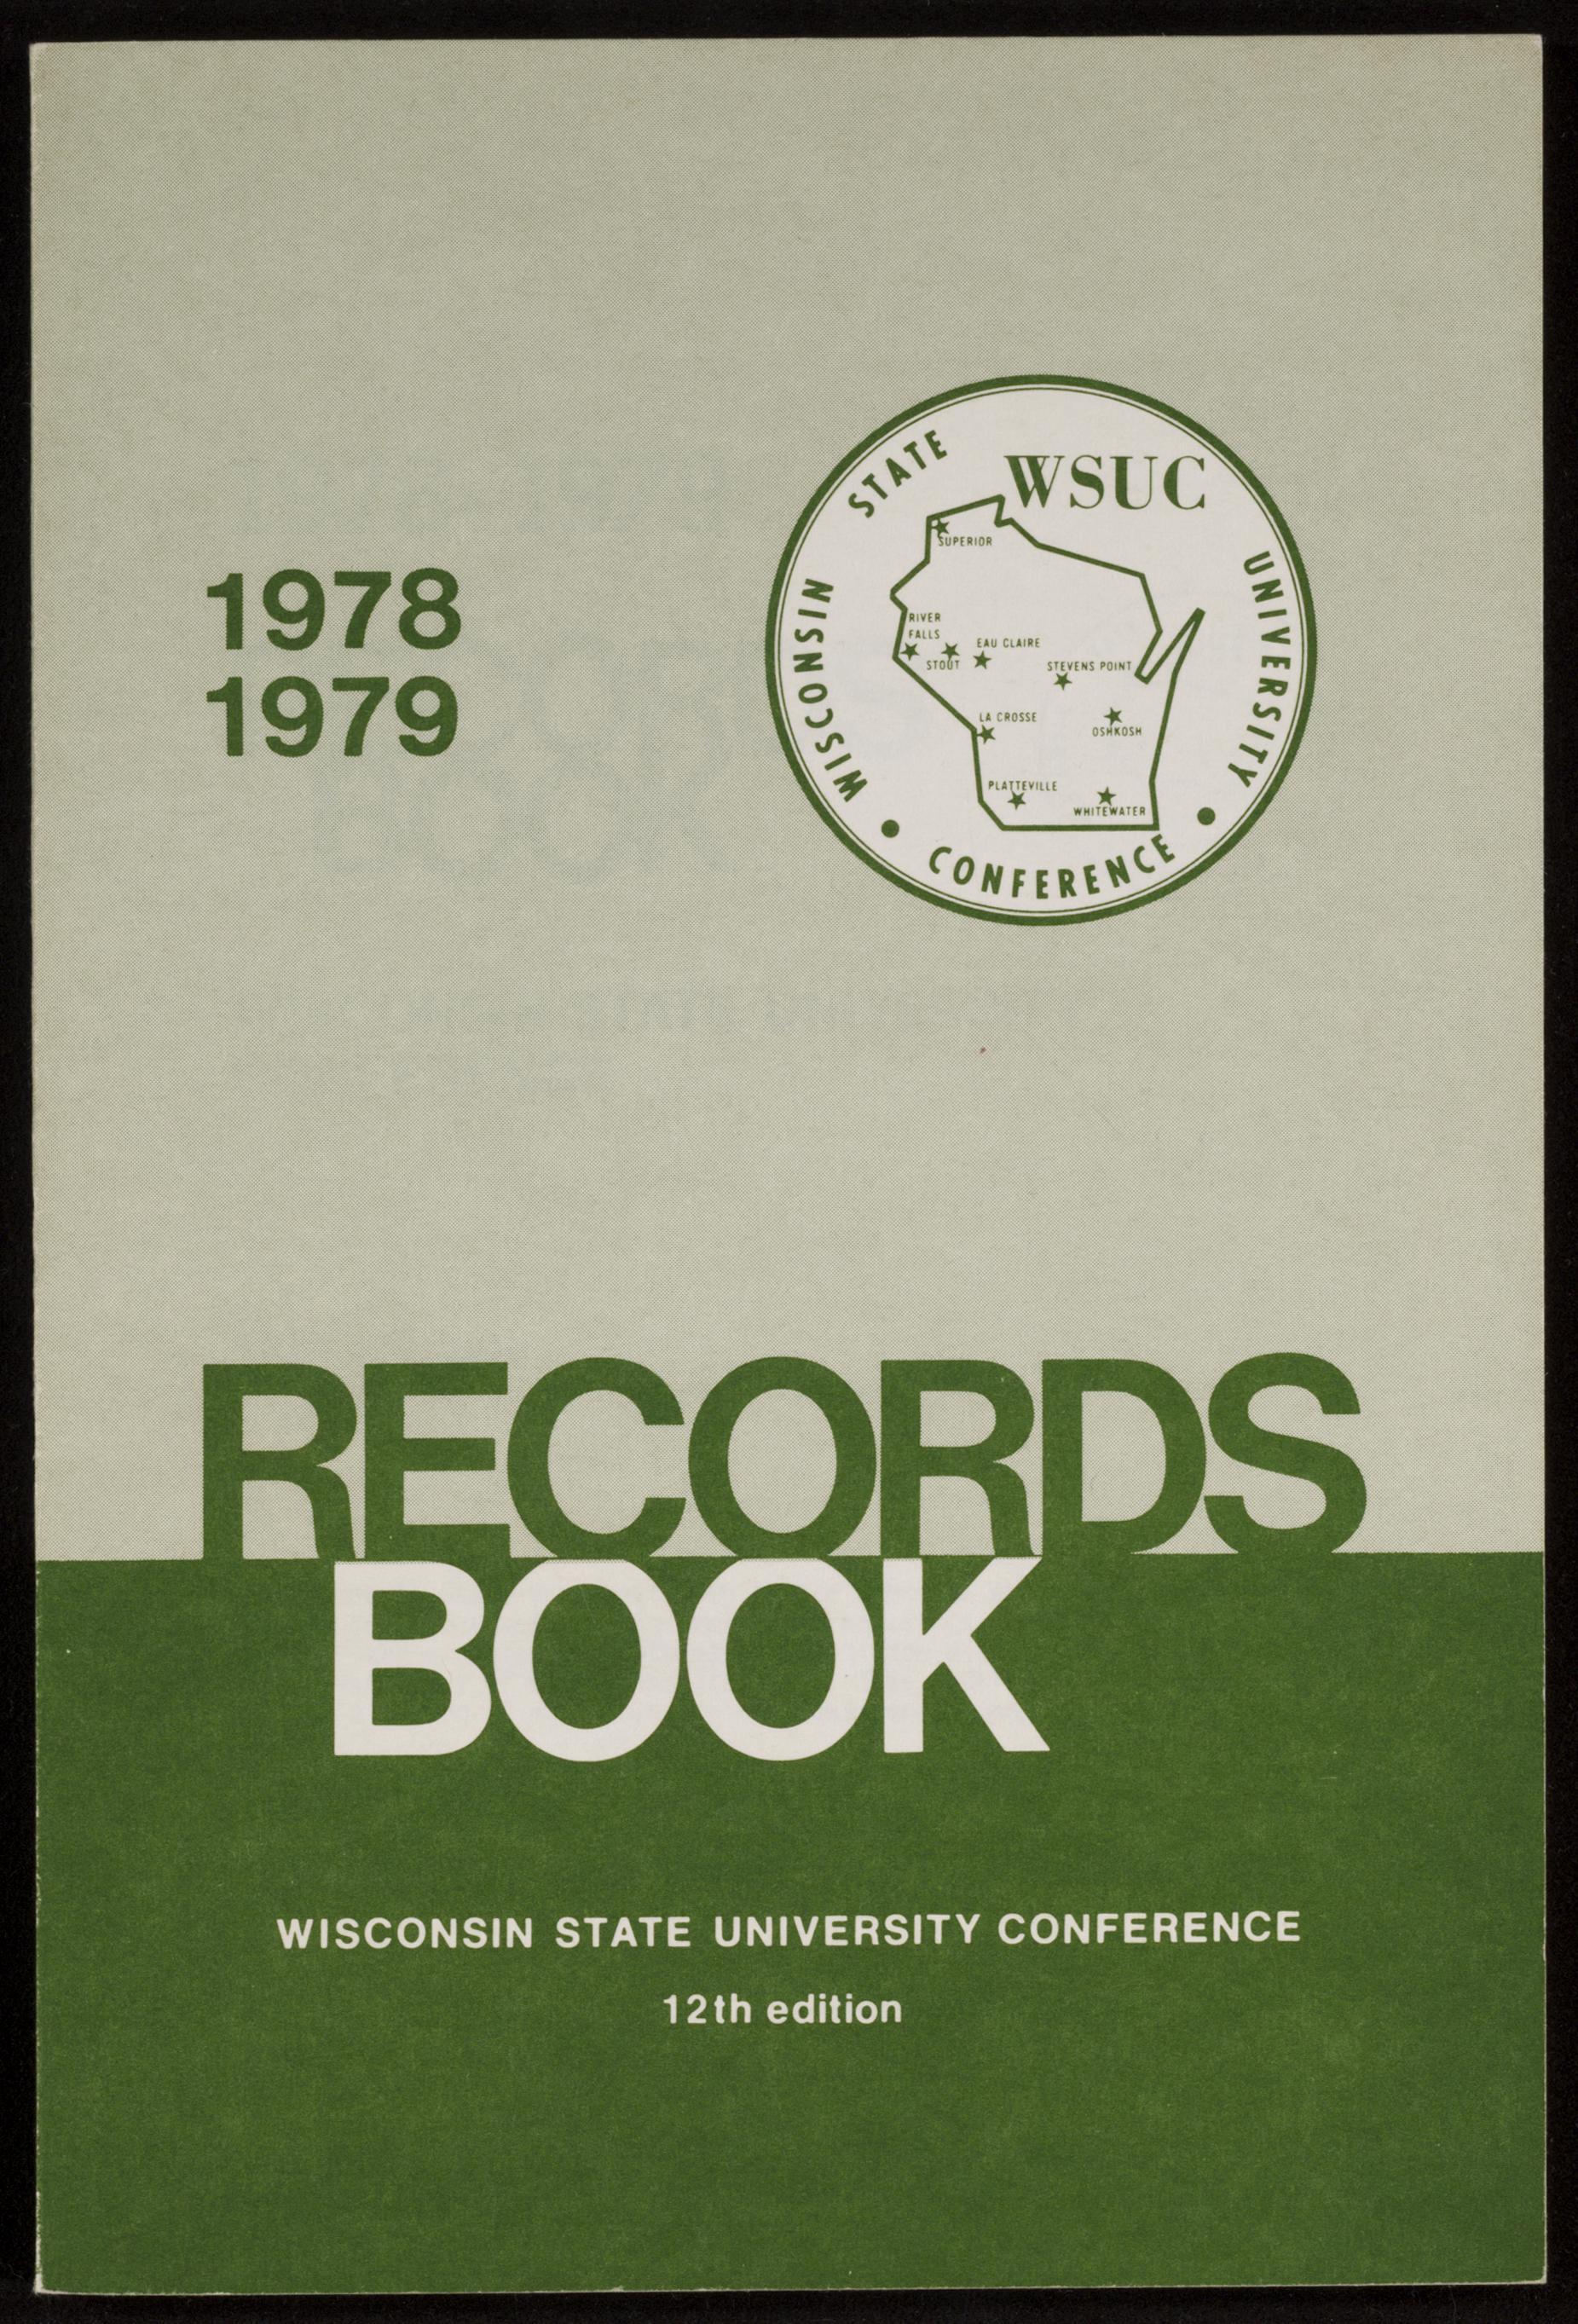 1978
1979
WISCONSIN STATE UNIVERSITY
CONFERENCE
WSUC
SUPERIOR
RIVER
FALLS
STOUT
EAU CLAIRE
STEVENS POINT
LA CROSSE
OSHKOSH
PLATTEVILLE
WHITEWATER
RECORDS
BOOK
WISCONSIN STATE UNIVERSITY CONFERENCE
12th edition